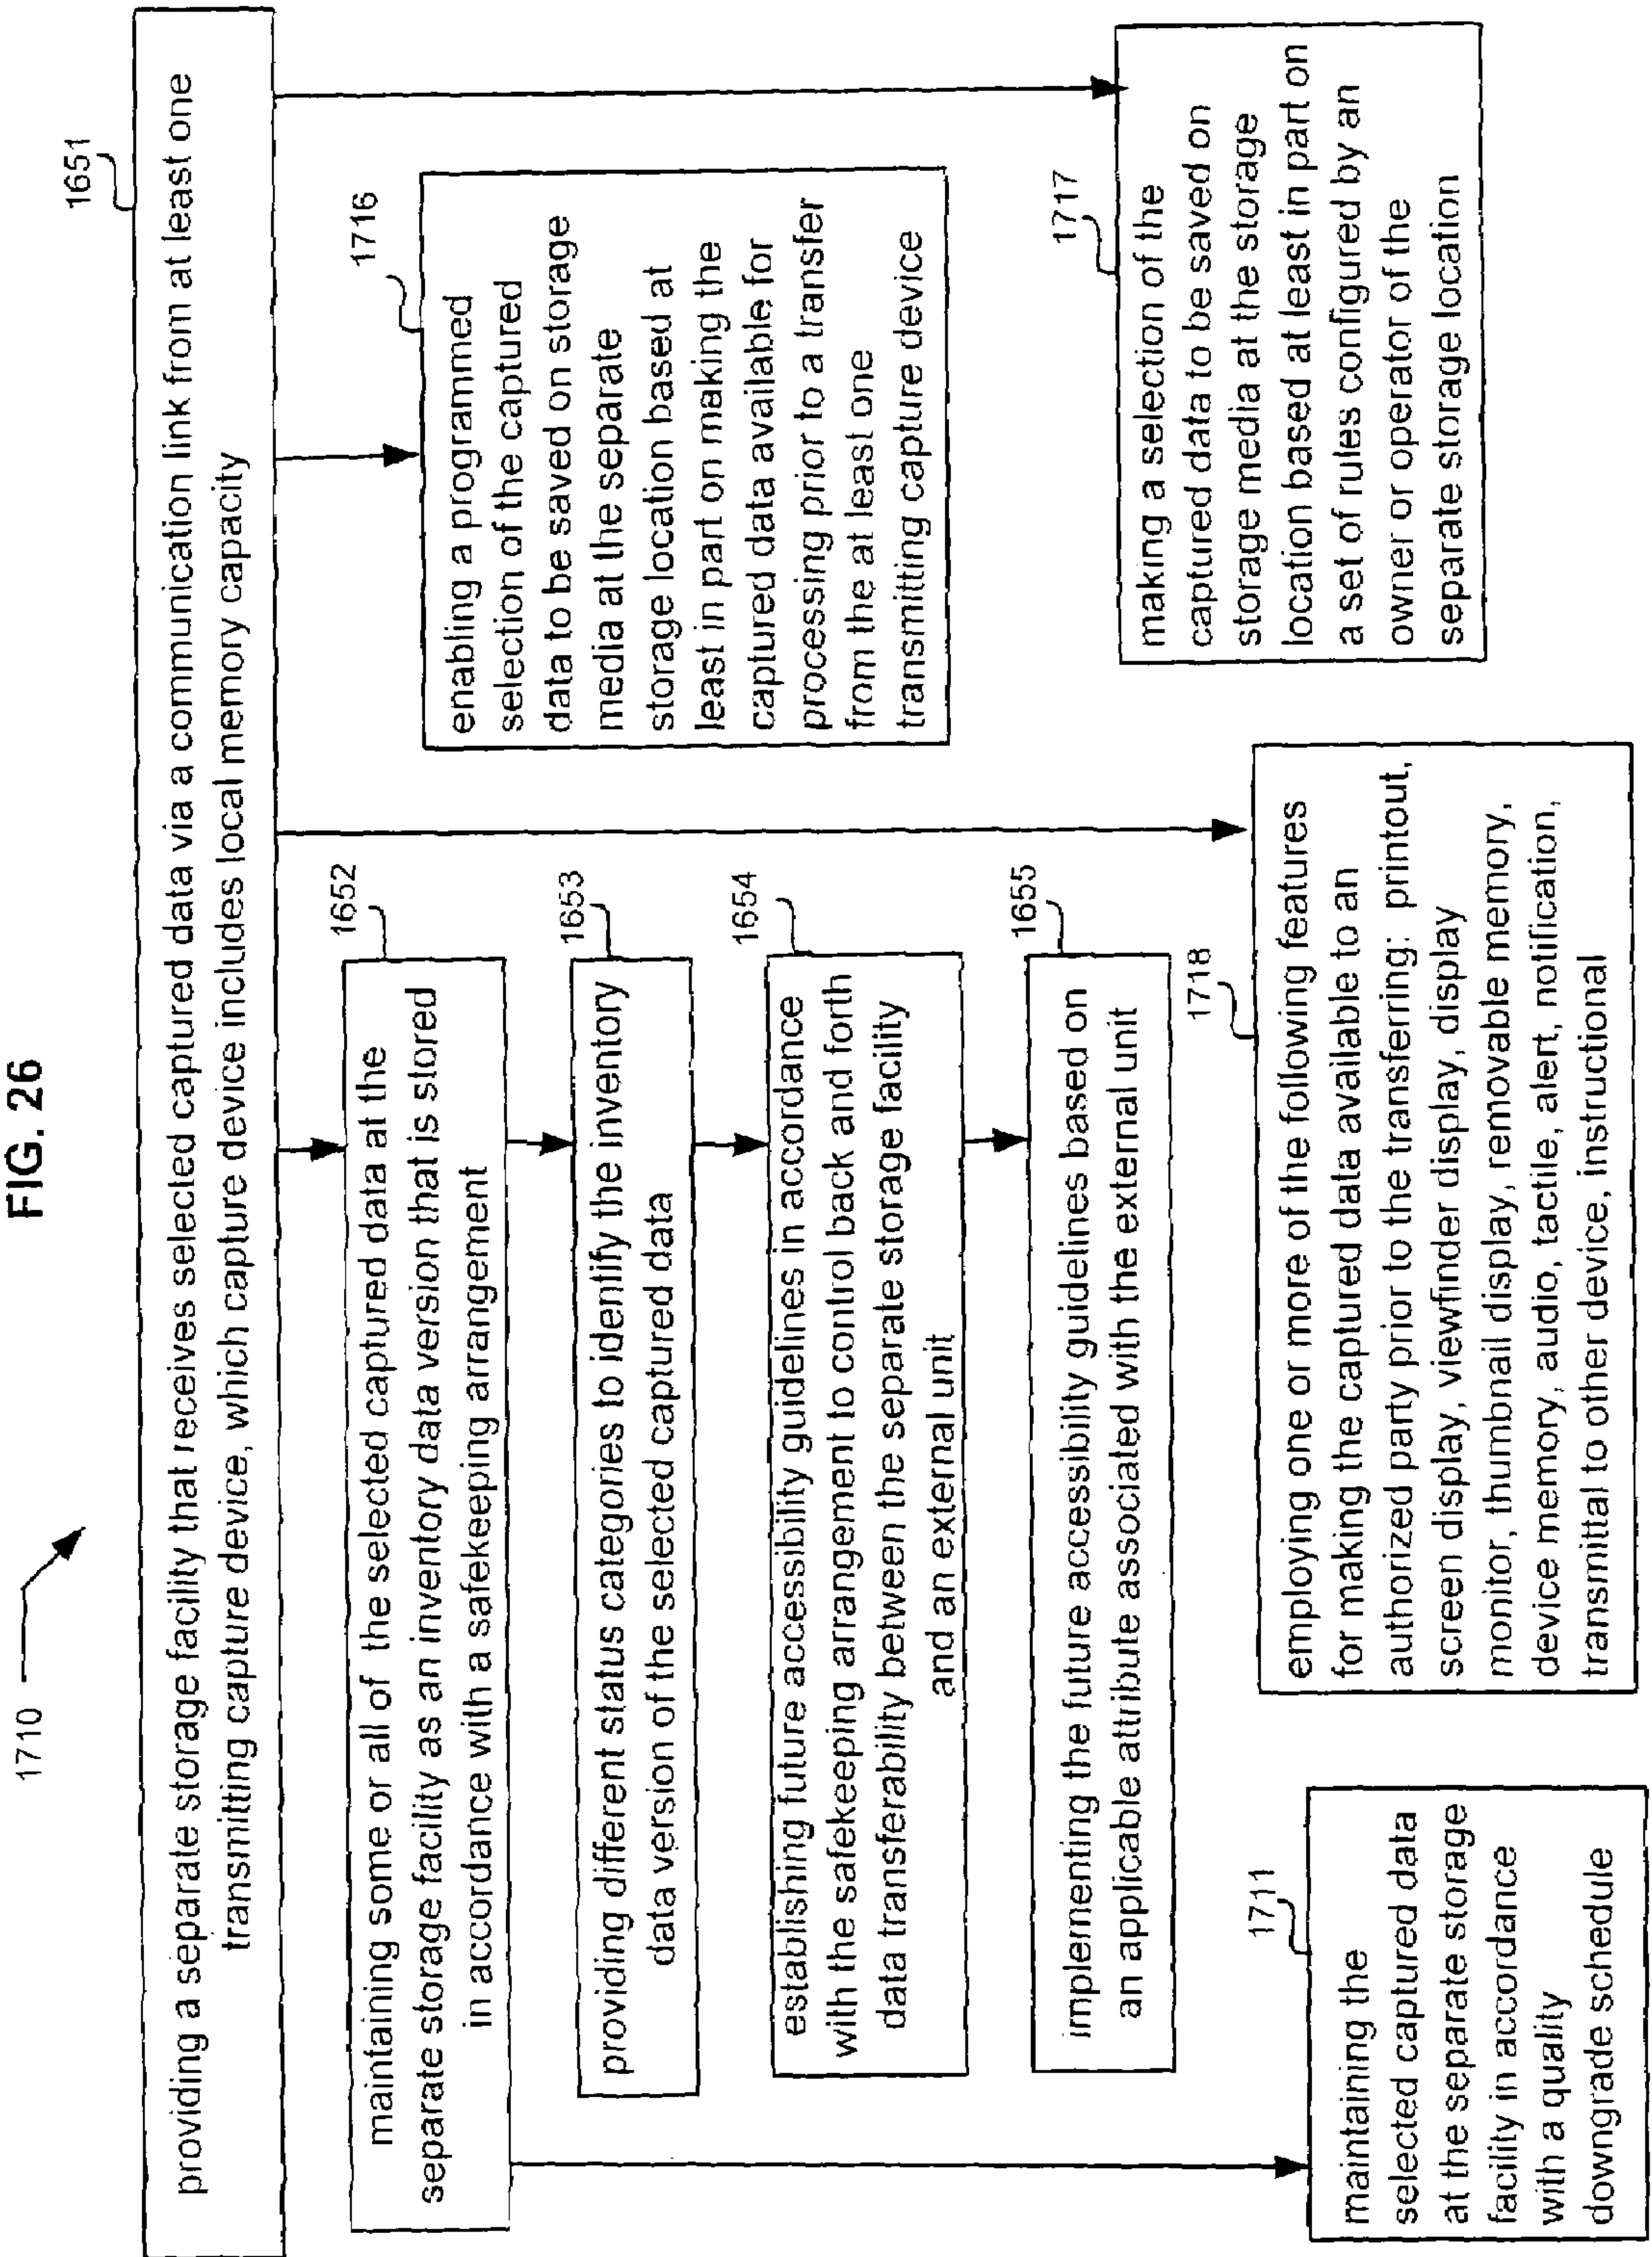 FIG. 26
1710
1651
providing a separate storage facility that receives selected captured data via a communication link from at least one
transmitting capture device, which capture device includes local memory capacity
1652
maintaining some or all of the selected captured data at the
separate storage facility as an inventory data version that is stored
in accordance with a safekeeping arrangement
1653
providing different status categories to identify the inventory
data version of the selected captured data
1654
establishing future accessibility guidelines in accordance
with the safekeeping arrangement to control back and forth
data transferability between the separate storage facility
and an external unit
1655
implementing the future accessibility guidelines based on
an applicable attribute associated with the external unit
1716
enabling a programmed
selection of the captured
data to be saved on storage
media at the separate
storage location based at
least in part on making the
captured data available for
processing prior to a transfer
from the at least one
transmitting capture device
1711
maintaining the
selected captured data
at the separate storage
facility in accordance
with a quality
downgrade schedule
1718
employing one or more of the following features
for making the captured data available to an
authorized party prior to the transferring: printout,
screen display, viewfinder display, display
monitor, thumbnail display, removable memory,
device memory, audio, tactile, alert, notification,
transmittal to other device, instructional
1717
making a selection of the
captured data to be saved on
storage media at the storage
location based at least in part on
a set of rules configured by an
owner or operator of the
separate storage location